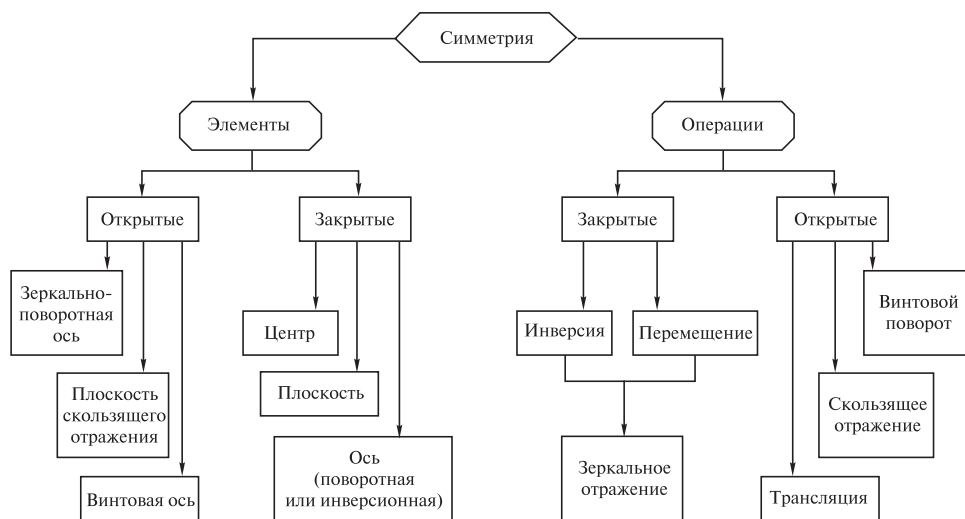 Симметрия
Элементы
Операции
Открытые
Закрытые
Закрытые
Открытые
Зеркально-
поворотная
ось
Центр
Инверсия
Перемещение
Винтовой
поворот
Плоскость
скользящего
отражения
Плоскость
Скользящее
отражение
Винтовая ось
Ось
(поворотная
или инверсионная)
Зеркальное
отражение
Трансляция